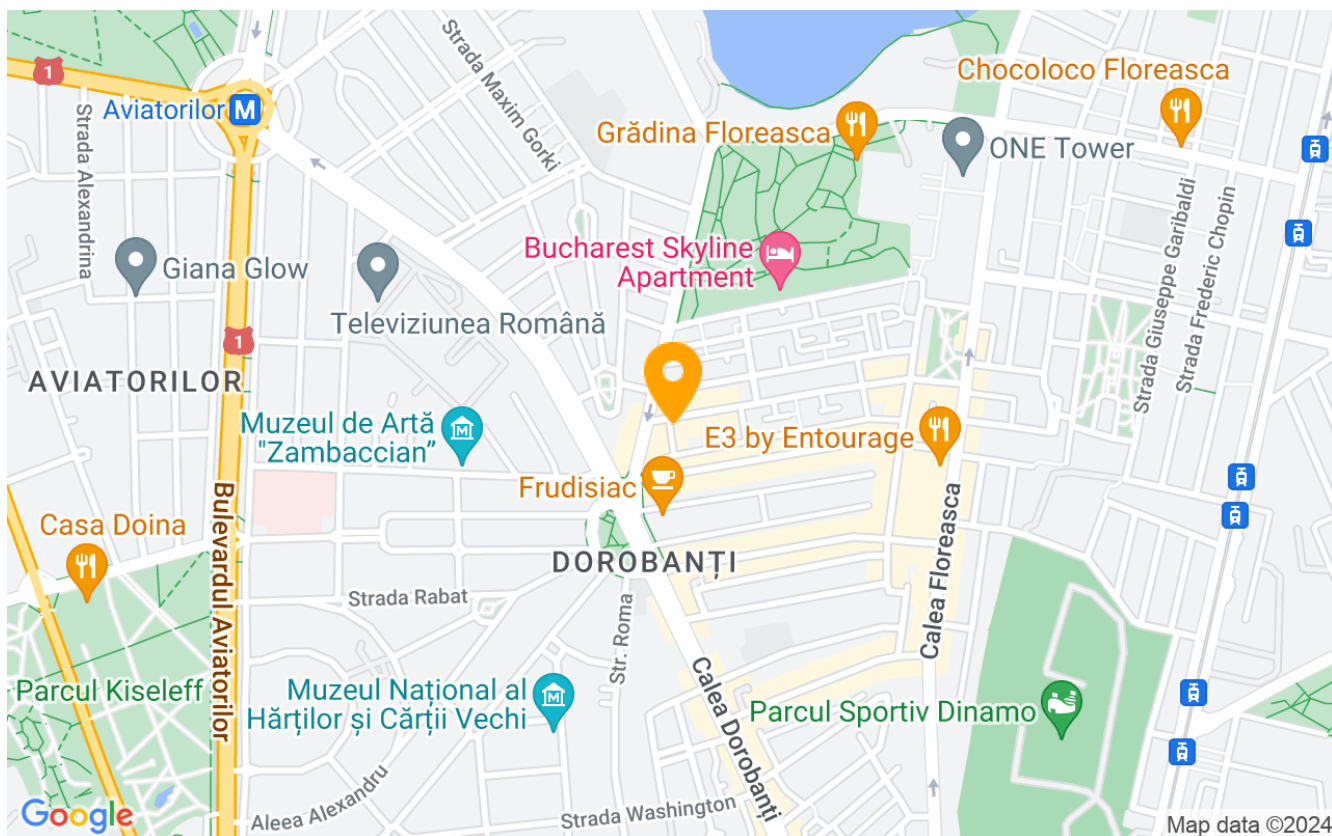 1
Aviatorilor
M
Strada Alexandrina
Strada Maxim Gorki
Chocoloco Floreasca
Grădina Floreasca
ONE Tower
Bucharest Skyline
Apartment
Giana Glow
Televiziunea Română
Strada Giuseppe Garibaldi
Strada Frederic Chopin
1
AVIATORILOR
Muzeul de Artă
"Zambaccian”
M
E3 by Entourage
Frudisiac
Casa Doina
Bulevardul Aviatorilor
DOROBANȚI
Calea Floreasca
Strada Rabat
Str. Roma
Parcul Kiseleff
Muzeul Național al
Hărților și Cărții Vechi
M
Calea Dorobanți
Parcul Sportiv Dinamo
Aleea Alexandru
Strada Washington
Google
Map data ©2024